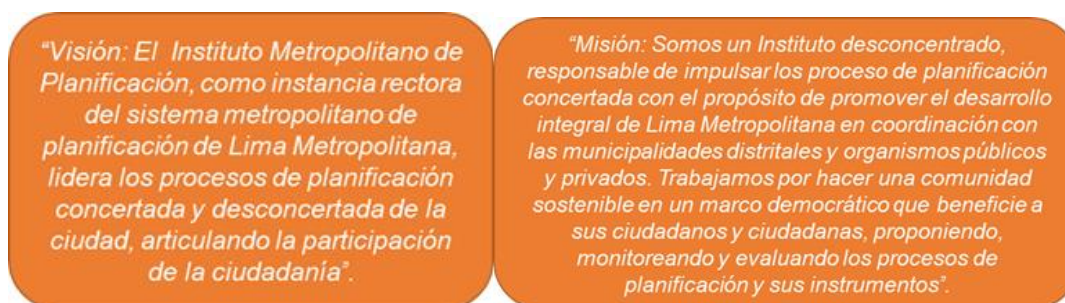 “Visión: El Instituto Metropolitano de
Planificación, como instancia rectora
del sistema metropolitano de
planificación de Lima Metropolitana,
lidera los procesos de planificación
concertada y desconcertada de la
ciudad, articulando la participación
de la ciudadanía”.
“Misión: Somos un Instituto desconcentrado,
responsable de impulsar los proceso de planificación
concertada con el propósito de promover el desarrollo
integral de Lima Metropolitana en coordinación con
las municipalidades distritales y organismos públicos
y privados. Trabajamos por hacer una comunidad
sostenible en un marco democrático que beneficie a
sus ciudadanos y ciudadanas, proponiendo,
monitoreando y evaluando los procesos de
planificación y sus instrumentos”.